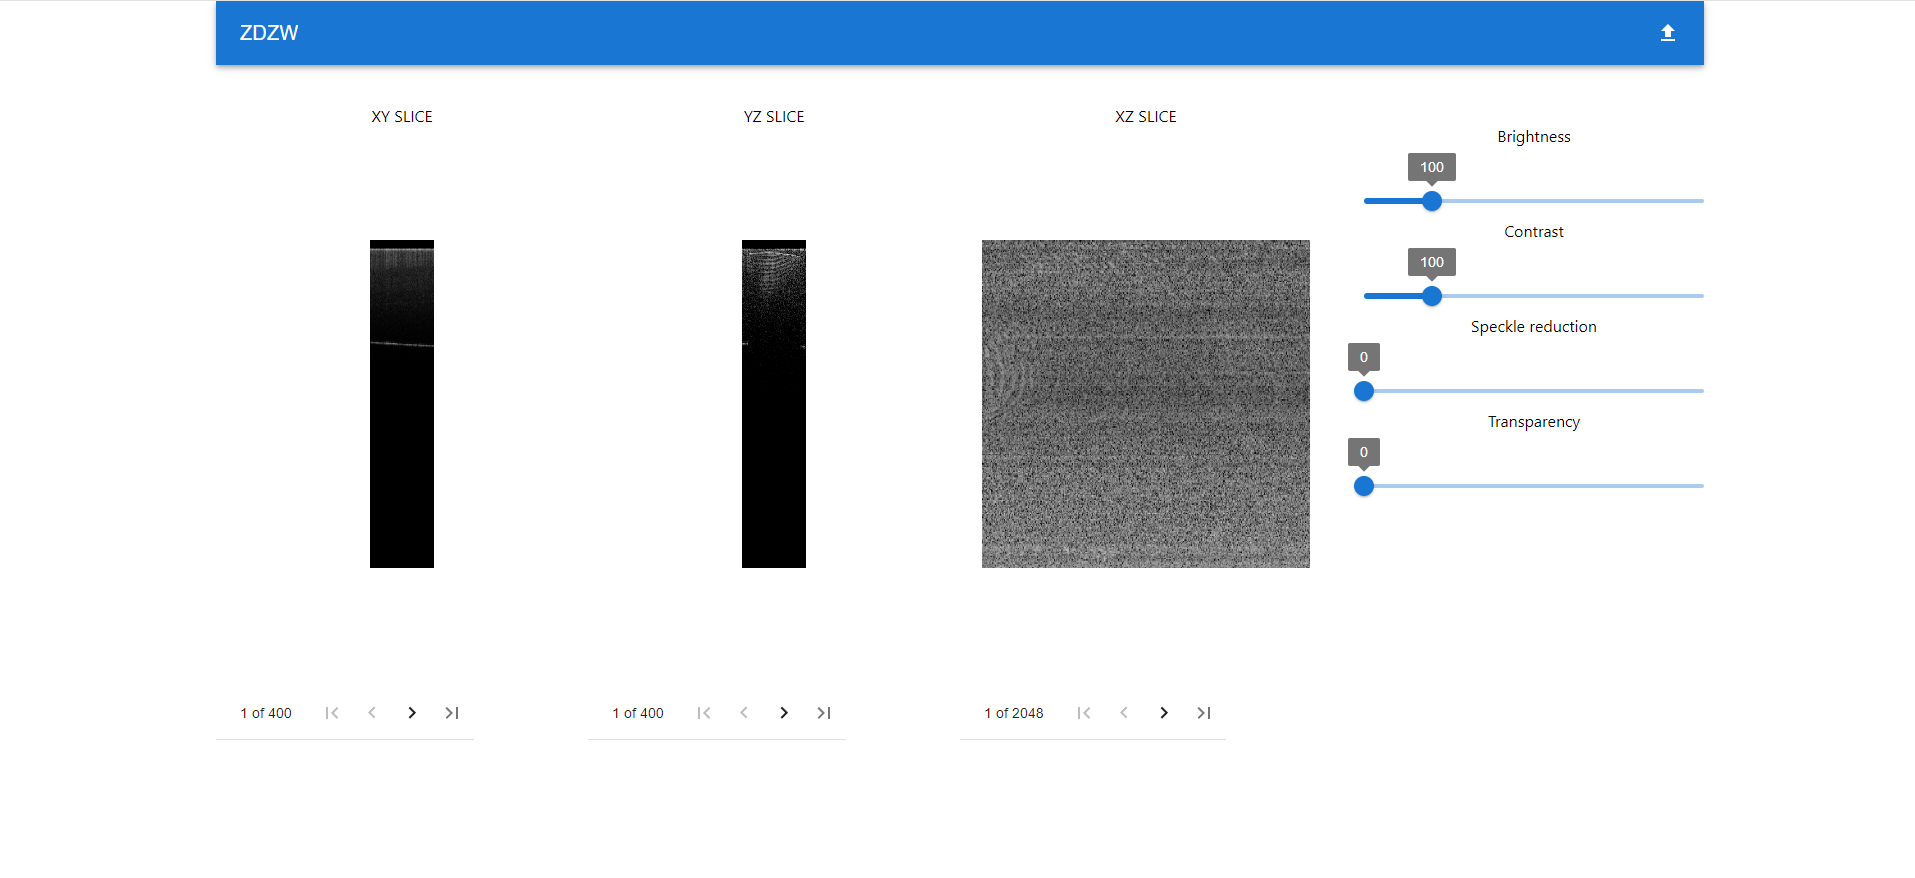 ZDZW
XY SLICE
YZ SLICE
XZ SLICE
Brightness
100
Contrast
100
Speckle reduction
0
Transparency
0
1 of 400
1 of 400
1 of 2048